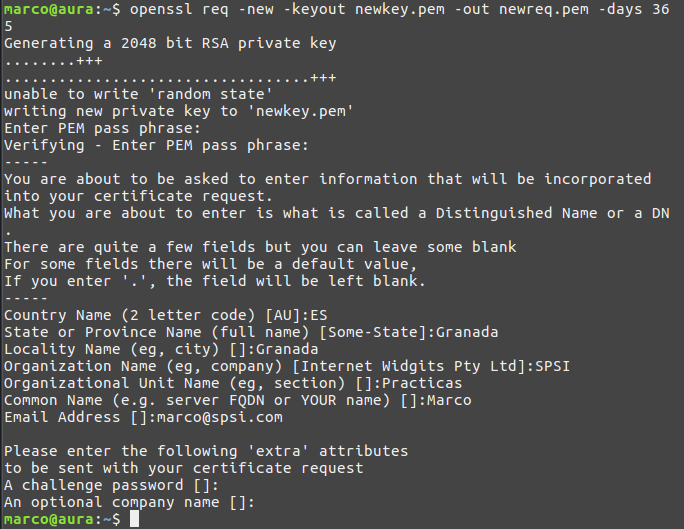 marco@aura:~$ openssl req -new -keyout newkey.pem -out newreq.pem -days 36
5
Generating a 2048 bit RSA private key
........+++
...................................+++
unable to write 'random state'
writing new private key to 'newkey.pem'
Enter PEM pass phrase:
Verifying - Enter PEM pass phrase:
-----
You are about to be asked to enter information that will be incorporated
into your certificate request.
What you are about to enter is what is called a Distinguished Name or a DN
.
There are quite a few fields but you can leave some blank
For some fields there will be a default value,
If you enter '.', the field will be left blank.
-----
Country Name (2 letter code) [AU]:ES
State or Province Name (full name) [Some-State]:Granada
Locality Name (eg, city) []:Granada
Organization Name (eg, company) [Internet Widgits Pty Ltd]:SPSI
Organizational Unit Name (eg, section) []:Practicas
Common Name (e.g. server FQDN or YOUR name) []:Marco
Email Address []:marco@spsi.com

Please enter the following 'extra' attributes
to be sent with your certificate request
A challenge password []:
An optional company name []:
marco@aura:~$